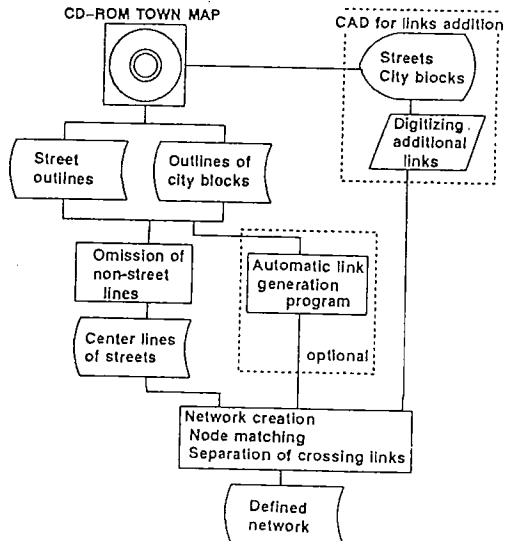 CD-ROM TOWN MAP
CAD for links addition
Streets
City blocks
Digitizing
additional
links
Street
outlines
Outlines of
city blocks
Omission of
non-street
lines
Automatic link
generation
program
optional
Center lines
of streets
Network creation
Node matching
Separation of crossing links
Defined
network